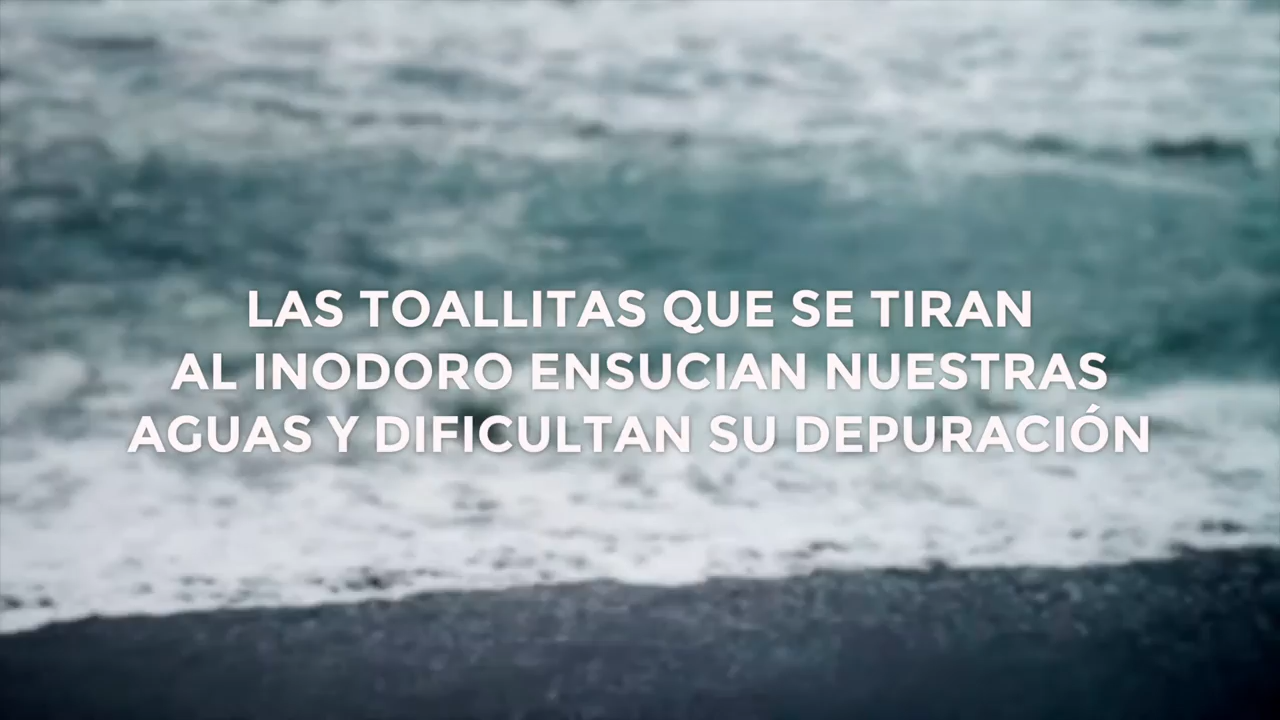 LAS TOALLITAS QUE SE TIRAN
AL INODORO ENSUCIAN NUESTRAS
AGUAS Y DIFICULTAN SU DEPURACIÓN